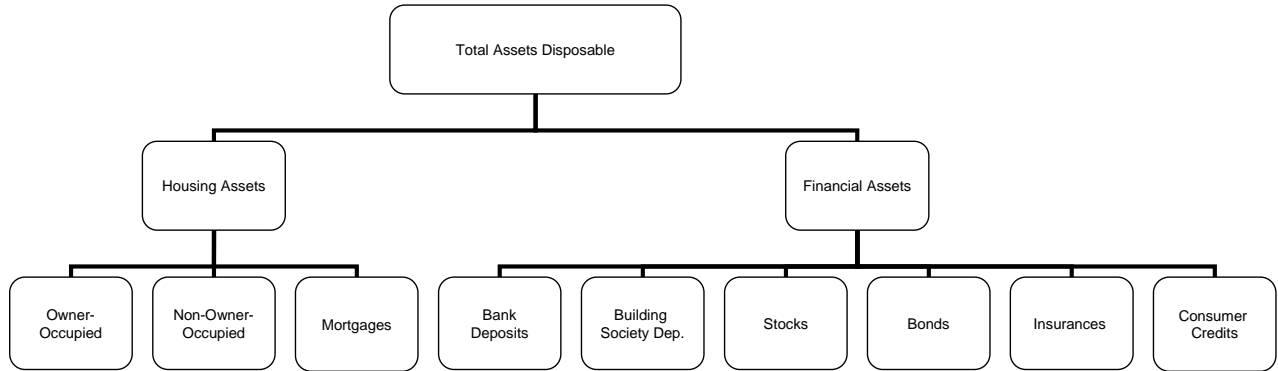 Total Assets Disposable
Housing Assets
Financial Assets
Owner-
Occupied
Non-Owner-
Occupied
Mortgages
Bank
Deposits
Building
Society Dep.
Stocks
Bonds
Insurances
Consumer
Credits